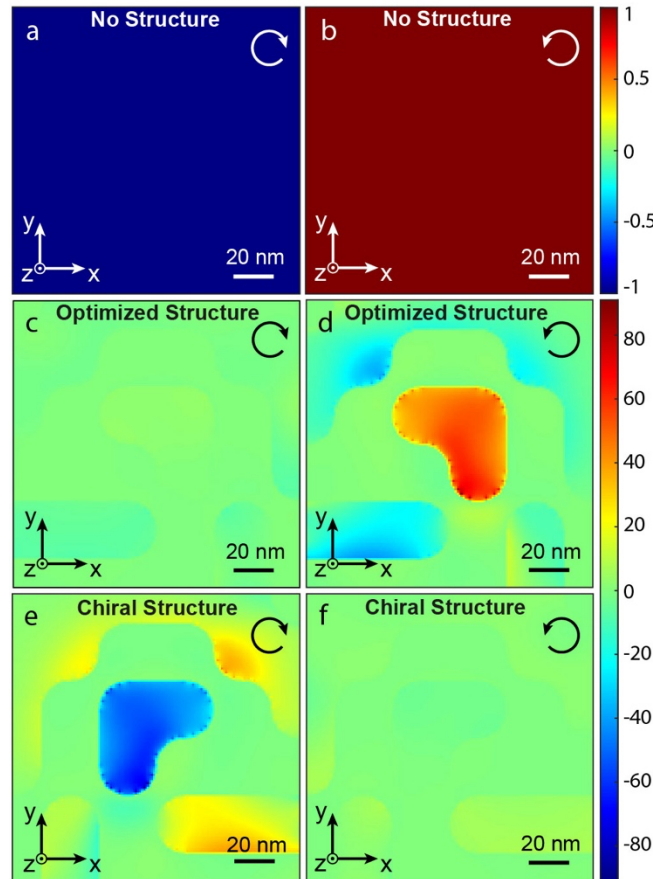 a
No Structure
y
z
x
20 nm
b
No Structure
y
z
x
20 nm
1
0.5
0
-0.5
-1
c
Optimized Structure
y
z
x
20 nm
d
Optimized Structure
y
z
x
20 nm
e
Chiral Structure
y
z
x
20 nm
f
Chiral Structure
y
z
x
20 nm
80
60
40
20
0
-20
-40
-60
-80